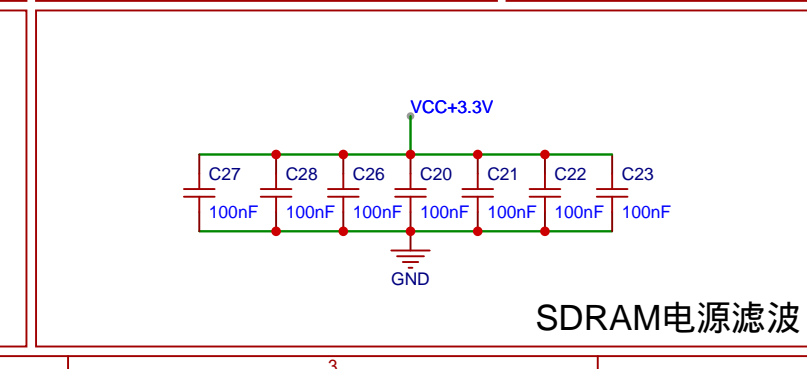 VCC+3.3V
C27 C28 C26 C20 C21 C22 C23
100nF 100nF 100nF 100nF 100nF 100nF 100nF
GND
SDRAM电源滤波
3